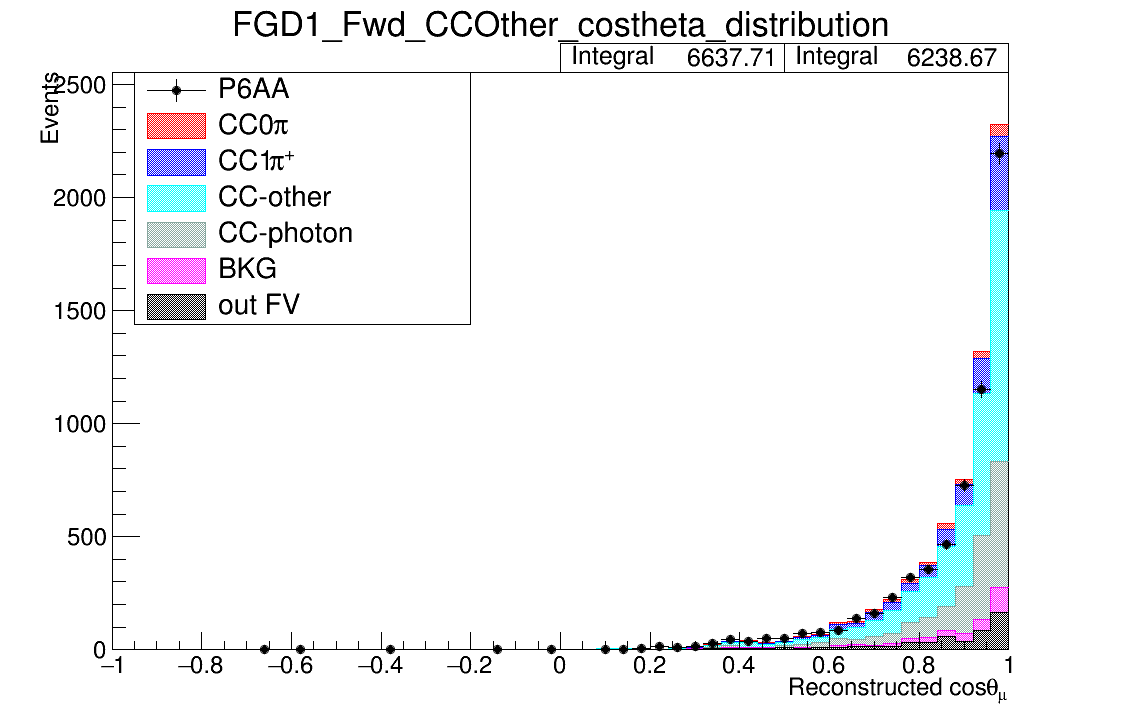 FGD1_Fwd_CCOther_costheta_distribution
Integral 6637.71 Integral 6238.67
Events
2500
2000
1500
1000
500
0
P6AA
CC0π
CC1π⁺
CC-other
CC-photon
BKG
out FV
−1 −0.8 −0.6 −0.4 −0.2 0 0.2 0.4 0.6 0.8 1
Reconstructed cosθμ